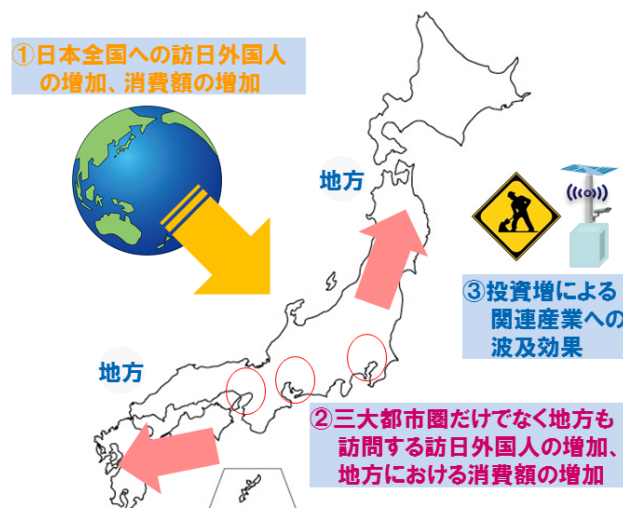 ①日本全国への訪日外国人
の増加、消費額の増加
地方
地方
③投資増による
関連産業への
波及効果
②三大都市圏だけでなく地方も
訪問する訪日外国人の増加、
地方における消費額の増加